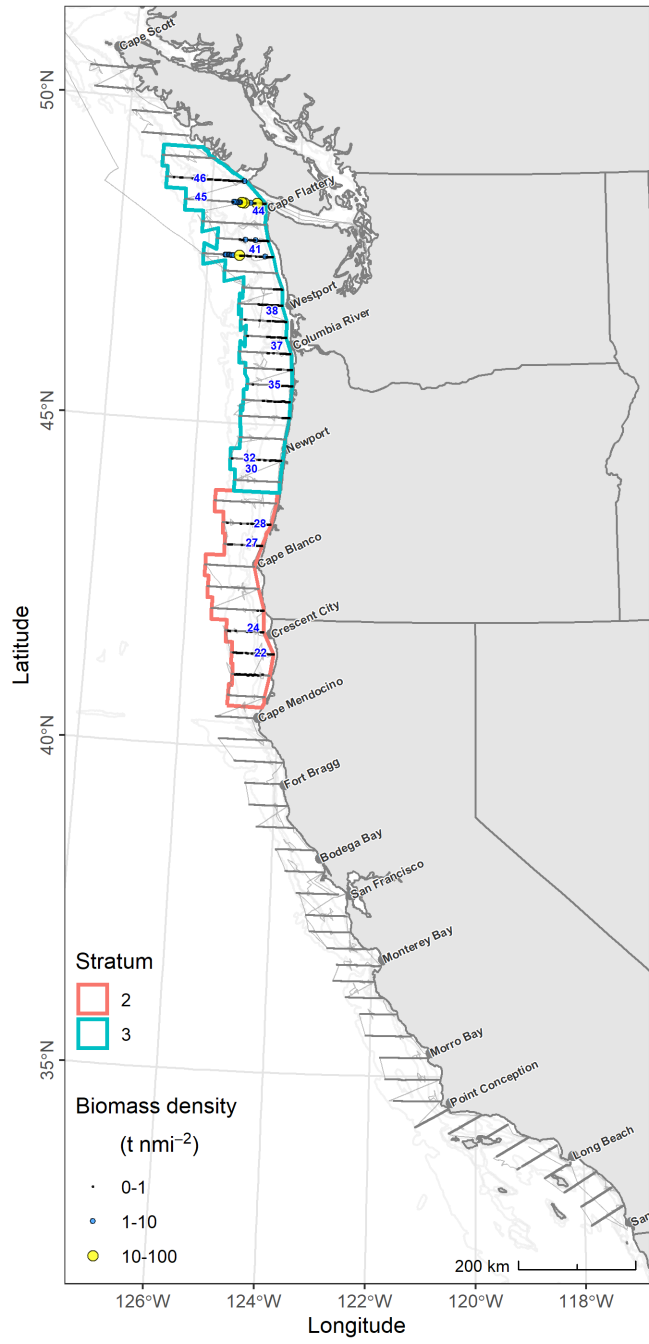 Cape Scott
50°N
46
45
Cape Flattery
44
41
Westport
38
Columbia River
37
35
45°N
Newport
32
30
28
27
Cape Blanco
24
Crescent City
22
Cape Mendocino
40°N
Fort Bragg
Bodega Bay
San Francisco
Monterey Bay
Morro Bay
35°N
Point Conception
Long Beach
San
Latitude
Stratum
2
3
Biomass density
(t nmi⁻²)
0-1
1-10
10-100
200 km
126°W
124°W
122°W
120°W
118°W
Longitude